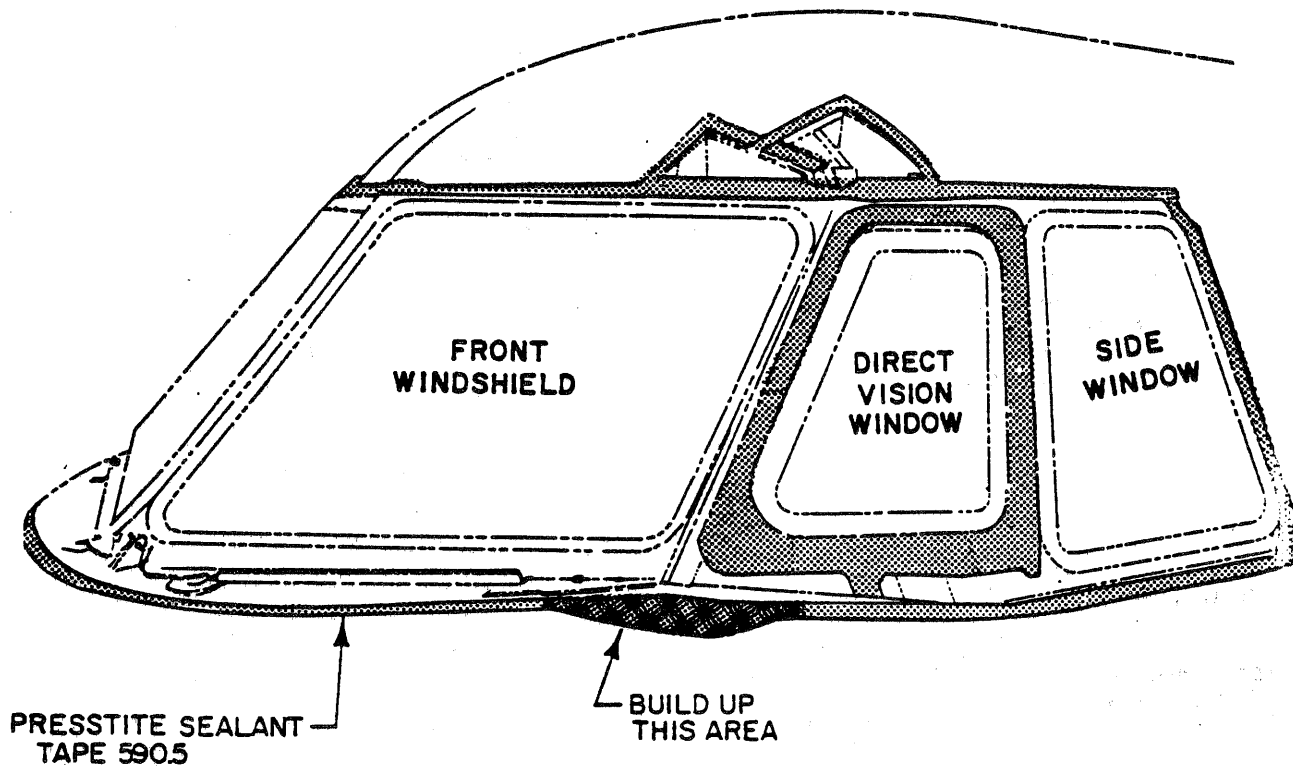 FRONT
WINDSHIELD
DIRECT
VISION
WINDOW
SIDE
WINDOW
PRESSTITE SEALANT
TAPE 590.5
BUILD UP
THIS AREA